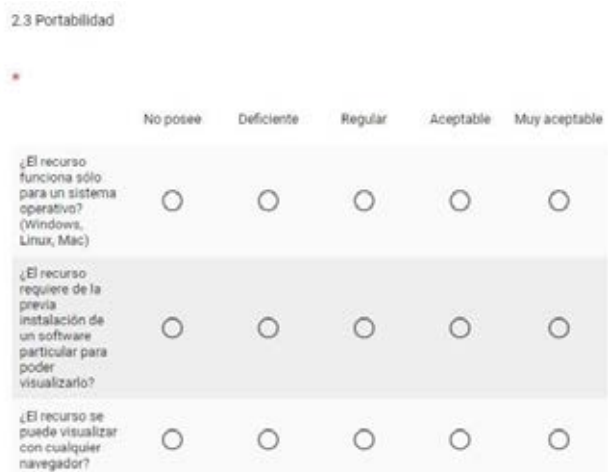 2.3 Portabilidad
*
No posee Deficiente Regular Aceptable Muy aceptable
¿El recurso
funciona sólo
para un sistema
operativo?
(Windows,
Linux, Mac)
¿El recurso
requiere de la
previa
instalación de
un software
particular para
poder
visualizarlo?
¿El recurso se
puede visualizar
con cualquier
navegador?